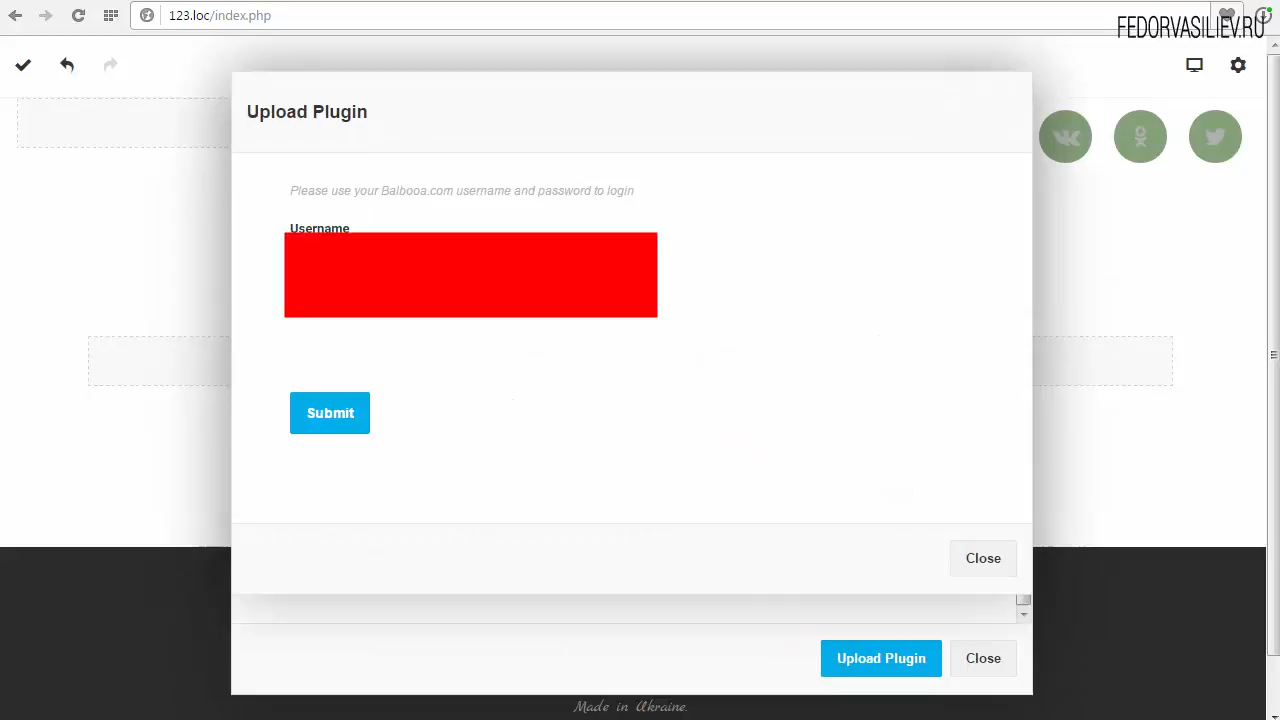 123.loc/index.php
FEDORVASILIEV.RU
Upload Plugin
Please use your Balbooa.com username and password to login
Username
Submit
Close
Upload Plugin
Close
Made in Ukraine.